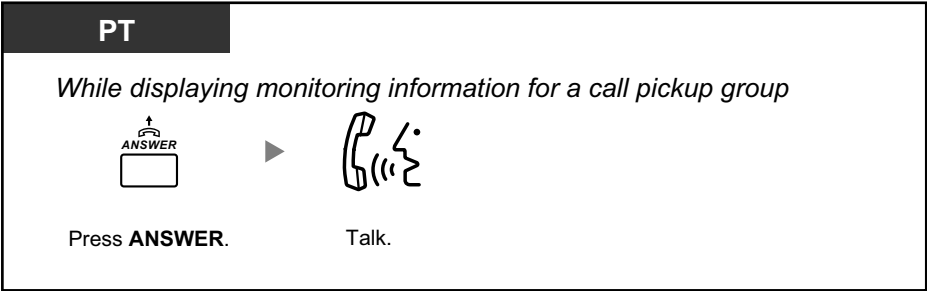 PT
While displaying monitoring information for a call pickup group
ANSWER
Press ANSWER.
Talk.